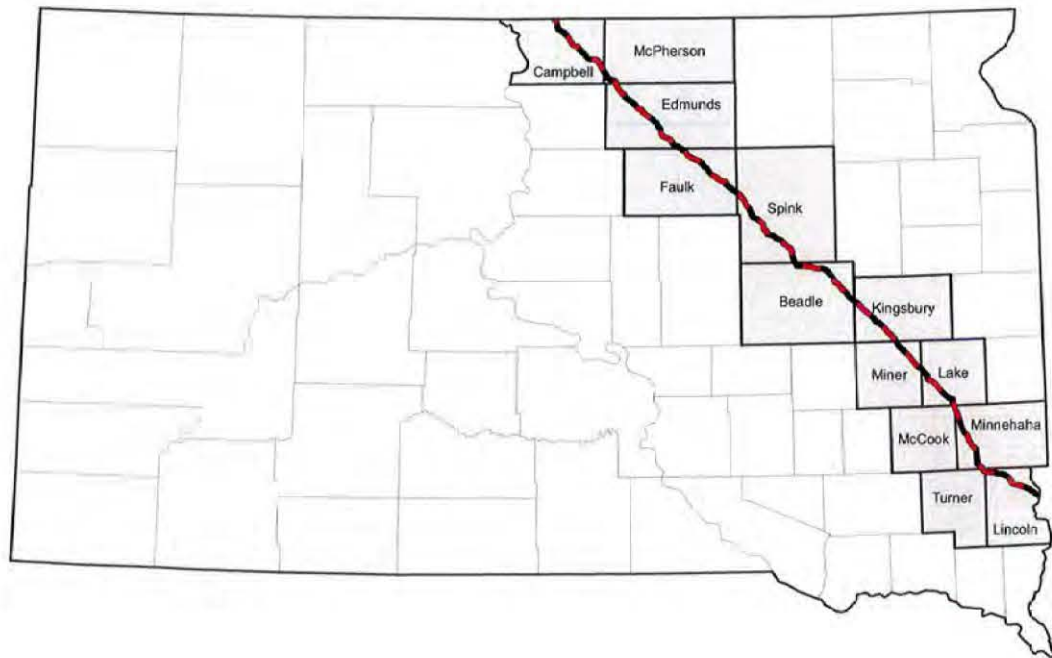 McPherson
Campbell
Edmunds
Faulk
Spink
Beadle
Kingsbury
Miner
Lake
McCook
Minnehaha
Turner
Lincoln